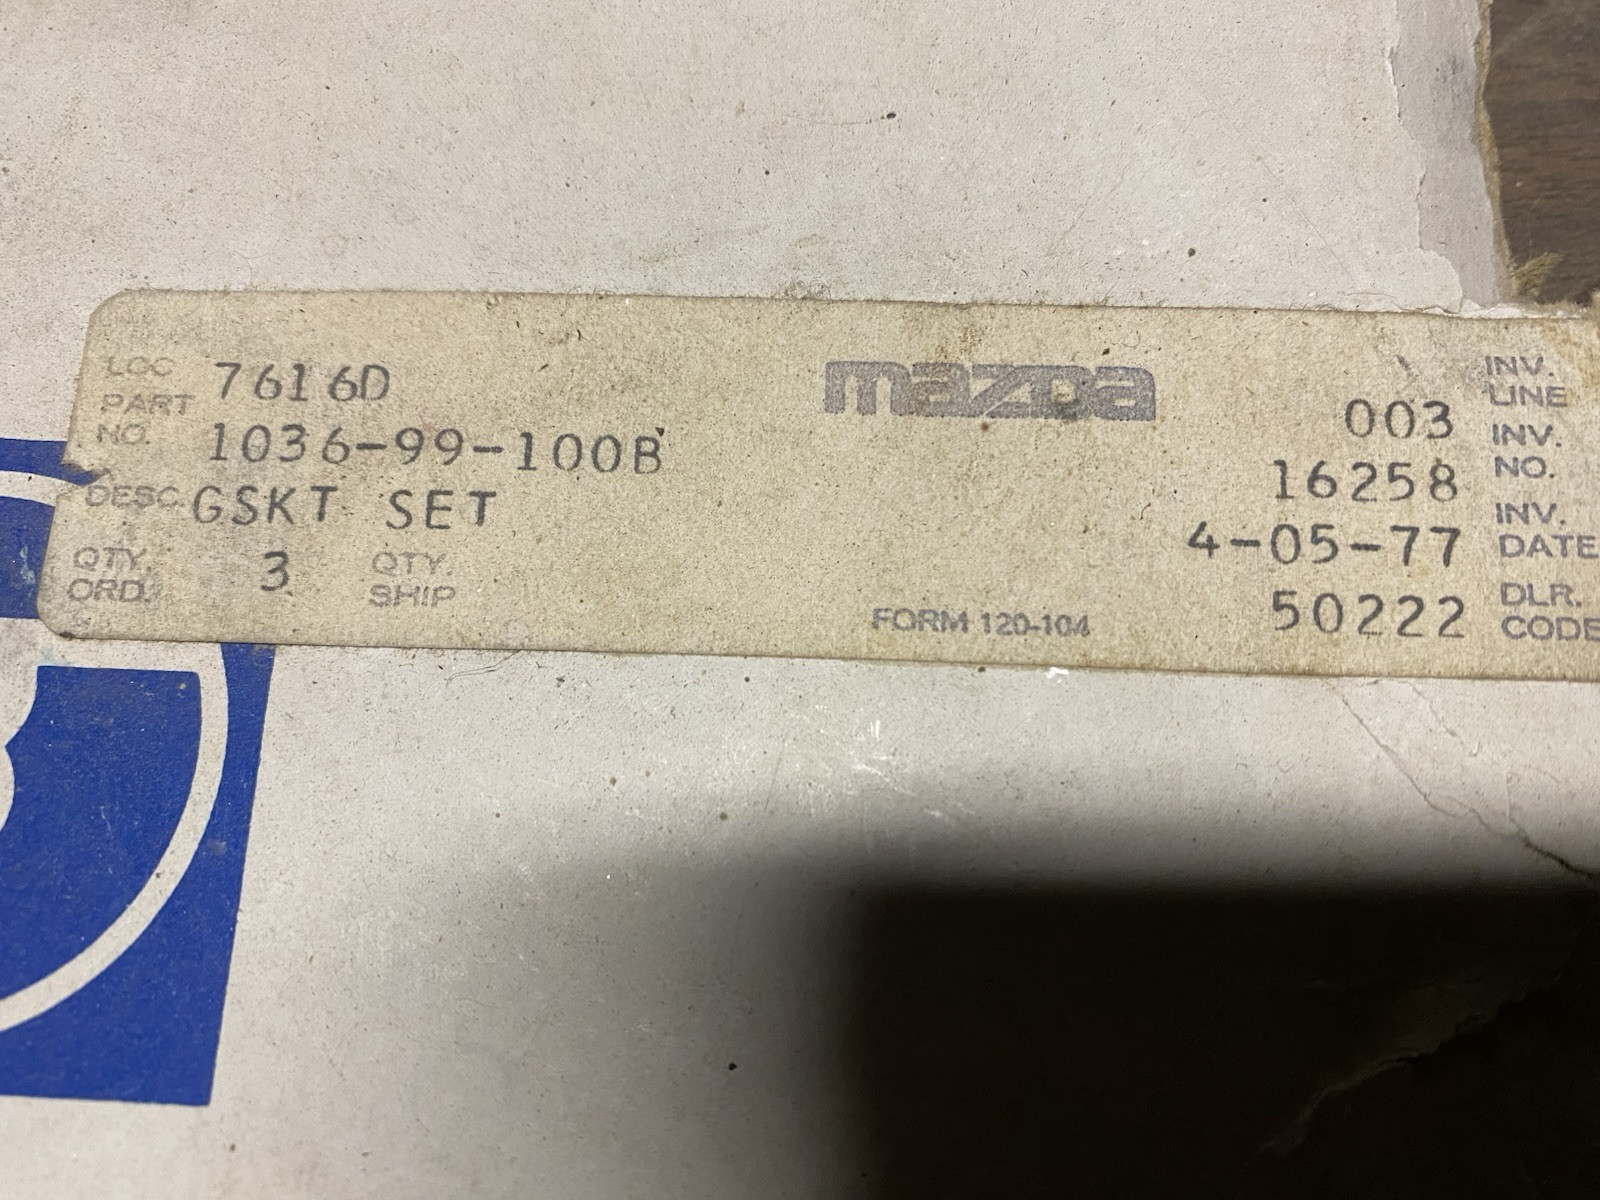 LOC 7616D
PART
NO. 1036-99-100B
DESC. GSKT SET
QTY. ORD. 3 QTY. SHIP
mazda
FORM 120-104
003 INV. LINE
16258 INV. NO.
4-05-77 INV. DATE
50222 DLR. CODE